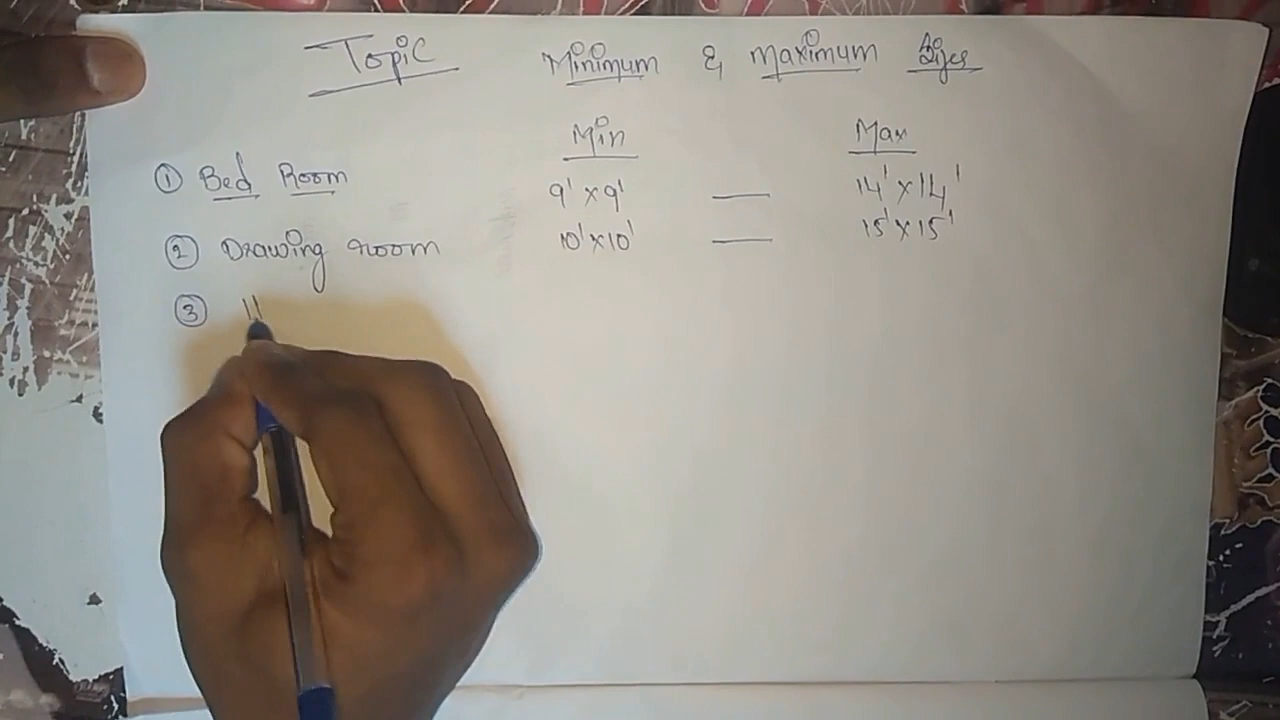 Topic Minimum & Maximum Sizes
Min Max
① Bed Room 9' x 9' — 14' x 14'
② Drawing room 10' x 10' — 15' x 15'
③